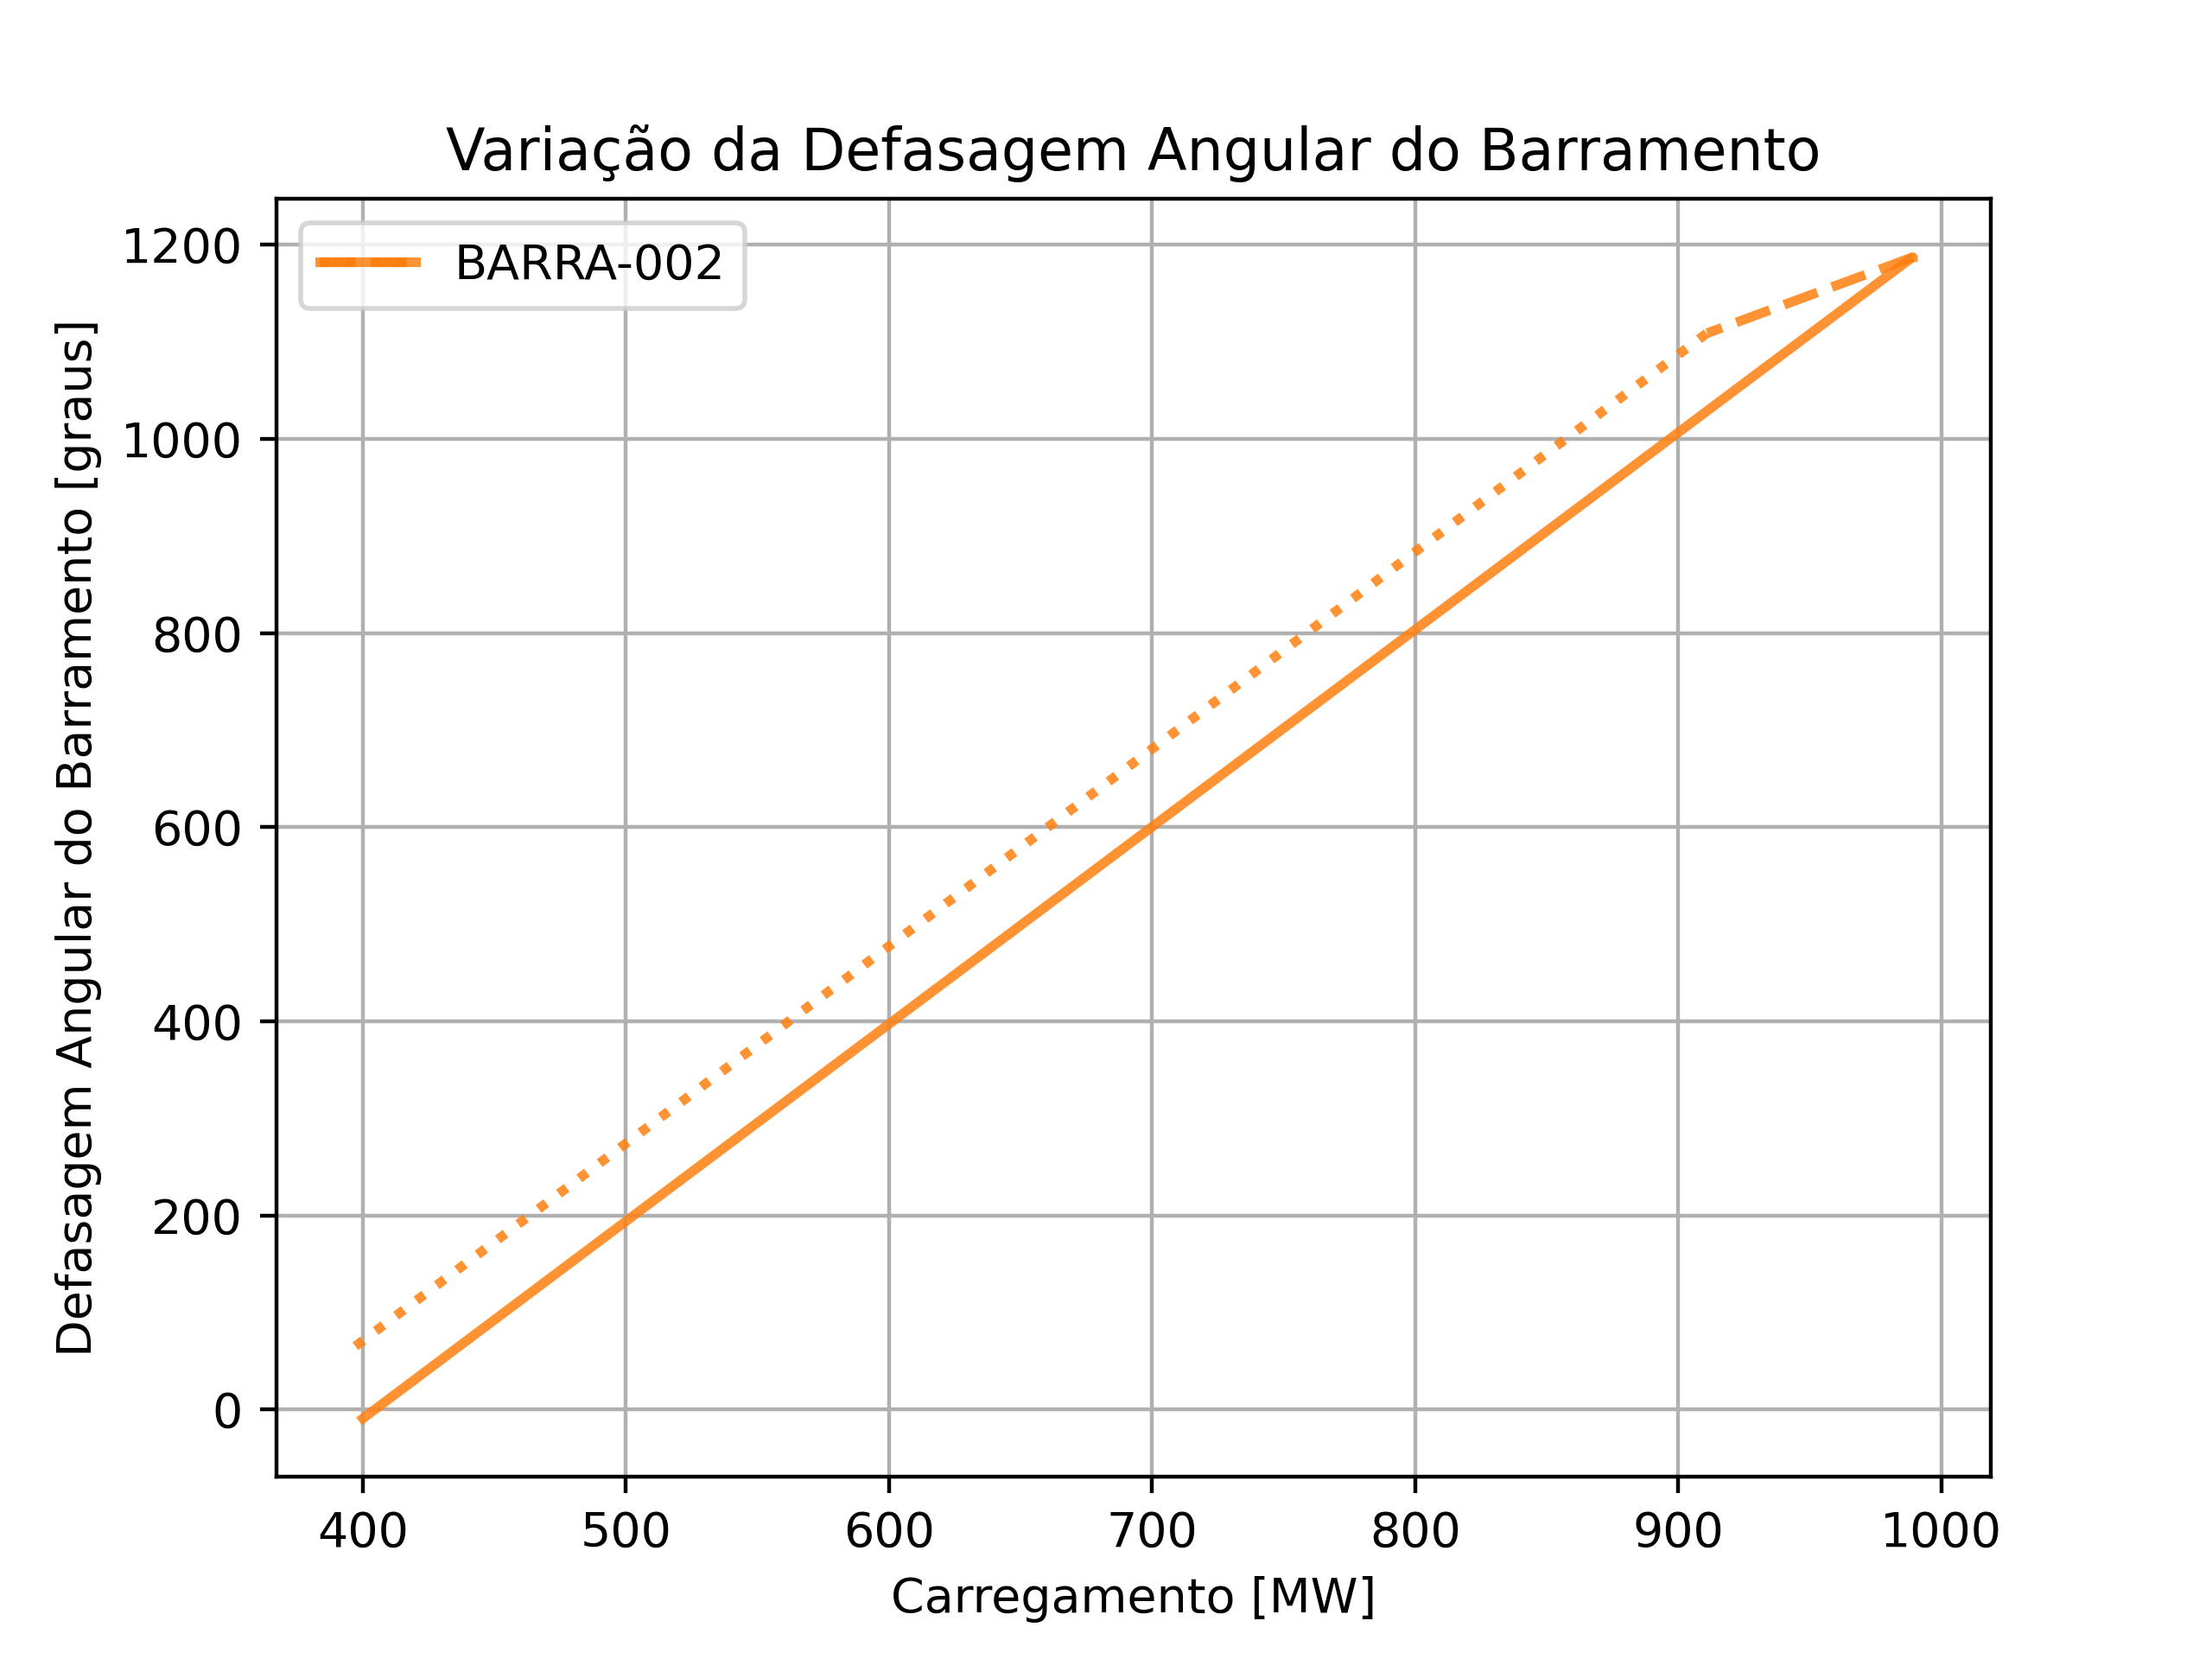 Variação da Defasagem Angular do Barramento
BARRA-002
Defasagem Angular do Barramento [graus]
1200
1000
800
600
400
200
0
400 500 600 700 800 900 1000
Carregamento [MW]